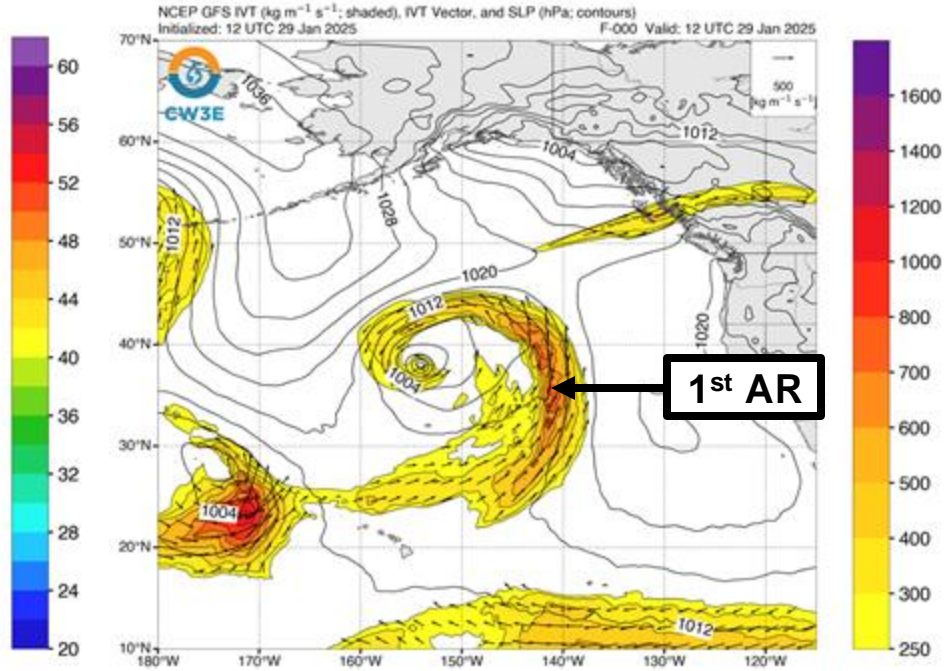 NCEP GFS IVT (kg m⁻¹ s⁻¹; shaded), IVT Vector, and SLP (hPa; contours)
Initialized: 12 UTC 29 Jan 2025 F-000 Valid: 12 UTC 29 Jan 2025
70°N
60°N
50°N
40°N
30°N
20°N
10°N
180°W 170°W 160°W 150°W 140°W 130°W 120°W
CW3E
500
[kg m⁻¹ s⁻¹]
1036
1012
1004
1028
1012
1020
1012
1020
1004
1st AR
1004
1012
60
56
52
48
44
40
36
32
28
24
20
1600
1400
1200
1000
800
700
600
500
400
300
250